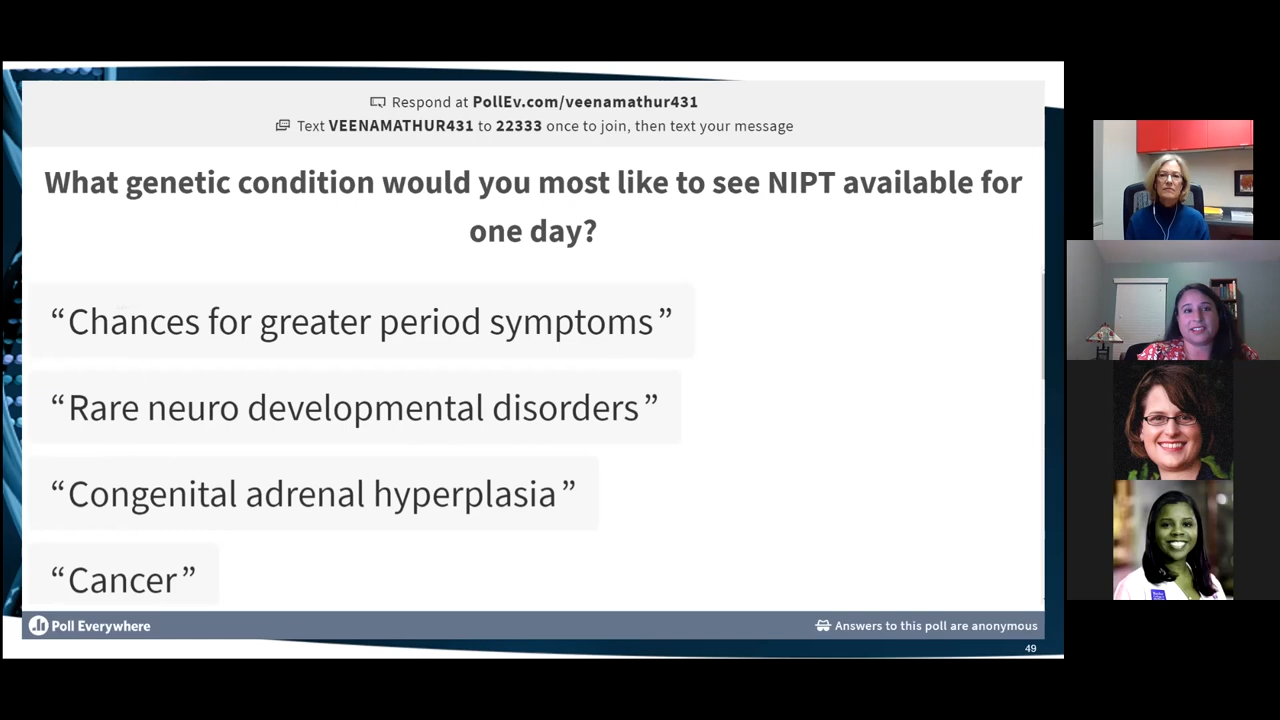 Respond at PollEv.com/veenamathur431
Text VEENAMATHUR431 to 22333 once to join, then text your message
What genetic condition would you most like to see NIPT available for
one day?
“Chances for greater period symptoms”
“Rare neuro developmental disorders”
“Congenital adrenal hyperplasia”
“Cancer”
Poll Everywhere
Answers to this poll are anonymous
49